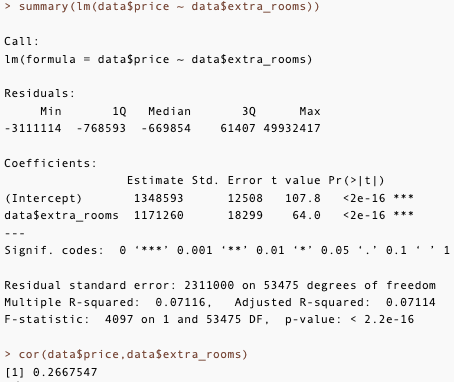 > summary(lm(data$price ~ data$extra_rooms))
Call:
lm(formula = data$price ~ data$extra_rooms)
Residuals:
Min 1Q Median 3Q Max
-3111114 -768593 -669854 61407 49932417
Coefficients:
Estimate Std. Error t value Pr(>|t|)
(Intercept) 1348593 12508 107.8 <2e-16 ***
data$extra_rooms 1171260 18299 64.0 <2e-16 ***
---
Signif. codes: 0 ‘***’ 0.001 ‘**’ 0.01 ‘*’ 0.05 ‘.’ 0.1 ‘ ’ 1
Residual standard error: 2311000 on 53475 degrees of freedom
Multiple R-squared: 0.07116, Adjusted R-squared: 0.07114
F-statistic: 4097 on 1 and 53475 DF, p-value: < 2.2e-16
> cor(data$price,data$extra_rooms)
[1] 0.2667547